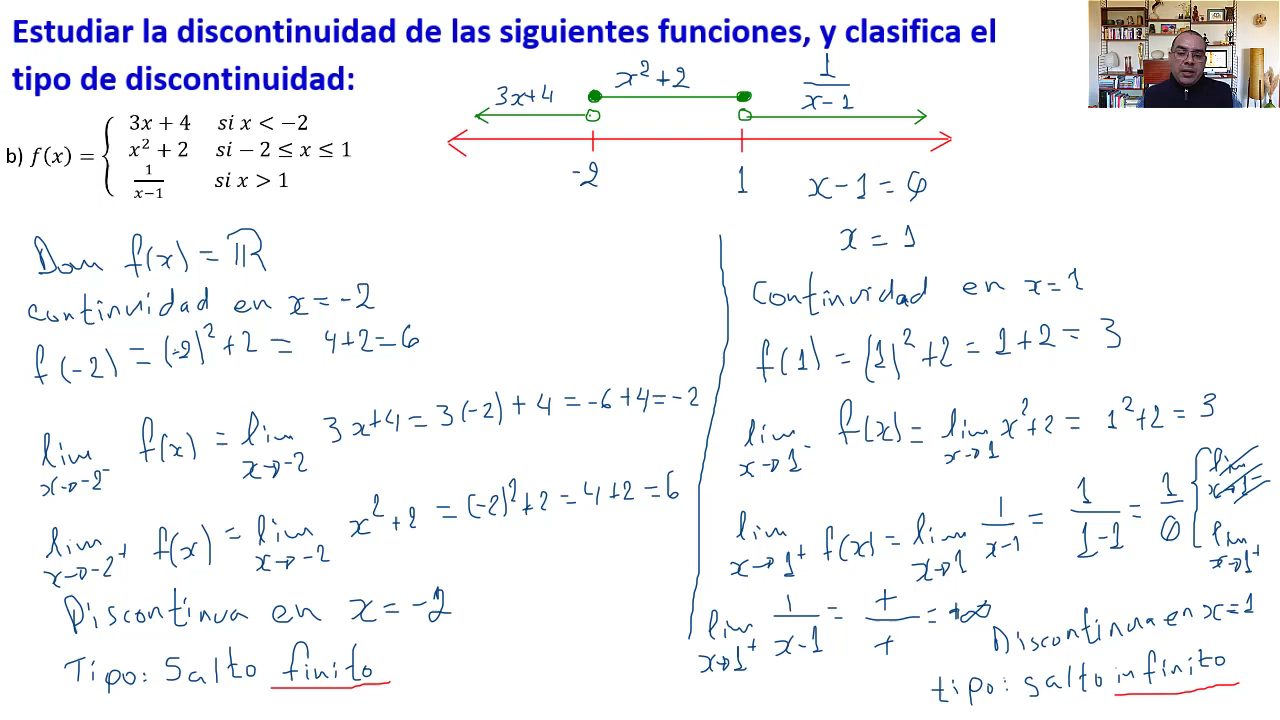 Estudiar la discontinuidad de las siguientes funciones, y clasifica el
tipo de discontinuidad:
b) f(x) = { 3x + 4 si x < −2
x² + 2 si − 2 ≤ x ≤ 1
1/(x−1) si x > 1
3x+4 x²+2 1/(x-1)
-2 1
x-1=0
x = 1
Dom f(x) = ℝ
continuidad en x=-2
f(-2) = (-2)²+2 = 4+2=6
lim x→-2⁻ f(x) = lim x→-2 3x+4 = 3(-2)+4 = -6+4=-2
lim x→-2⁺ f(x) = lim x→-2 x²+2 = (-2)²+2=4+2=6
Discontinua en x=-2
Tipo: Salto finito
Continuidad en x=1
f(1) = (1)²+2 = 1+2 = 3
lim x→1⁻ f(x) = lim x→1 x²+2 = 1²+2 = 3
lim x→1⁺ f(x) = lim x→1 1/(x-1) = 1/(1-1) = 1/0 { lim x→1⁻
lim x→1⁺
lim x→1⁺ 1/(x-1) = +/+ = +∞
Discontinua en x=1
tipo: salto infinito